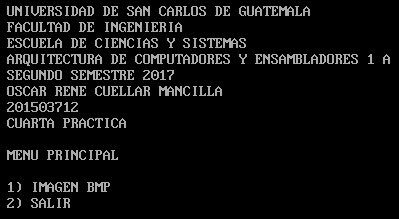 UNIVERSIDAD DE SAN CARLOS DE GUATEMALA
FACULTAD DE INGENIERIA
ESCUELA DE CIENCIAS Y SISTEMAS
ARQUITECTURA DE COMPUTADORES Y ENSAMBLADORES 1 A
SEGUNDO SEMESTRE 2017
OSCAR RENE CUELLAR MANCILLA
201503712
CUARTA PRACTICA
MENU PRINCIPAL
1) IMAGEN BMP
2) SALIR